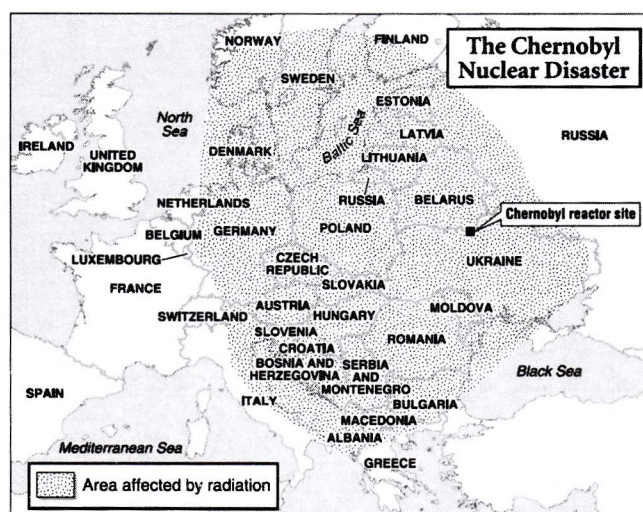 The Chernobyl
Nuclear Disaster
NORWAY
FINLAND
SWEDEN
ESTONIA
North
Sea
Baltic Sea
LATVIA
RUSSIA
IRELAND
UNITED
KINGDOM
DENMARK
LITHUANIA
RUSSIA
BELARUS
NETHERLANDS
Chernobyl reactor site
BELGIUM
GERMANY
POLAND
LUXEMBOURG
CZECH
REPUBLIC
UKRAINE
SLOVAKIA
FRANCE
AUSTRIA
MOLDOVA
SWITZERLAND
HUNGARY
SLOVENIA
ROMANIA
CROATIA
BOSNIA AND
HERZEGOVINA
SERBIA
AND
MONTENEGRO
Black Sea
SPAIN
ITALY
BULGARIA
MACEDONIA
Mediterranean Sea
ALBANIA
GREECE
Area affected by radiation